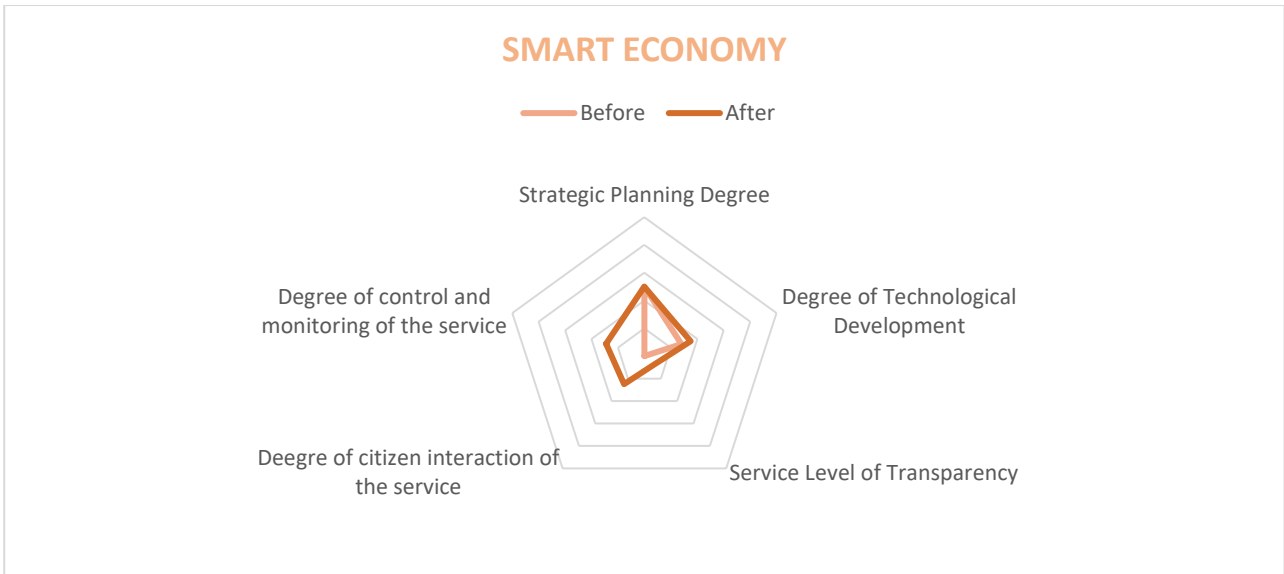 SMART ECONOMY
Before
After
Strategic Planning Degree
Degree of Technological
Development
Service Level of Transparency
Deegre of citizen interaction of
the service
Degree of control and
monitoring of the service